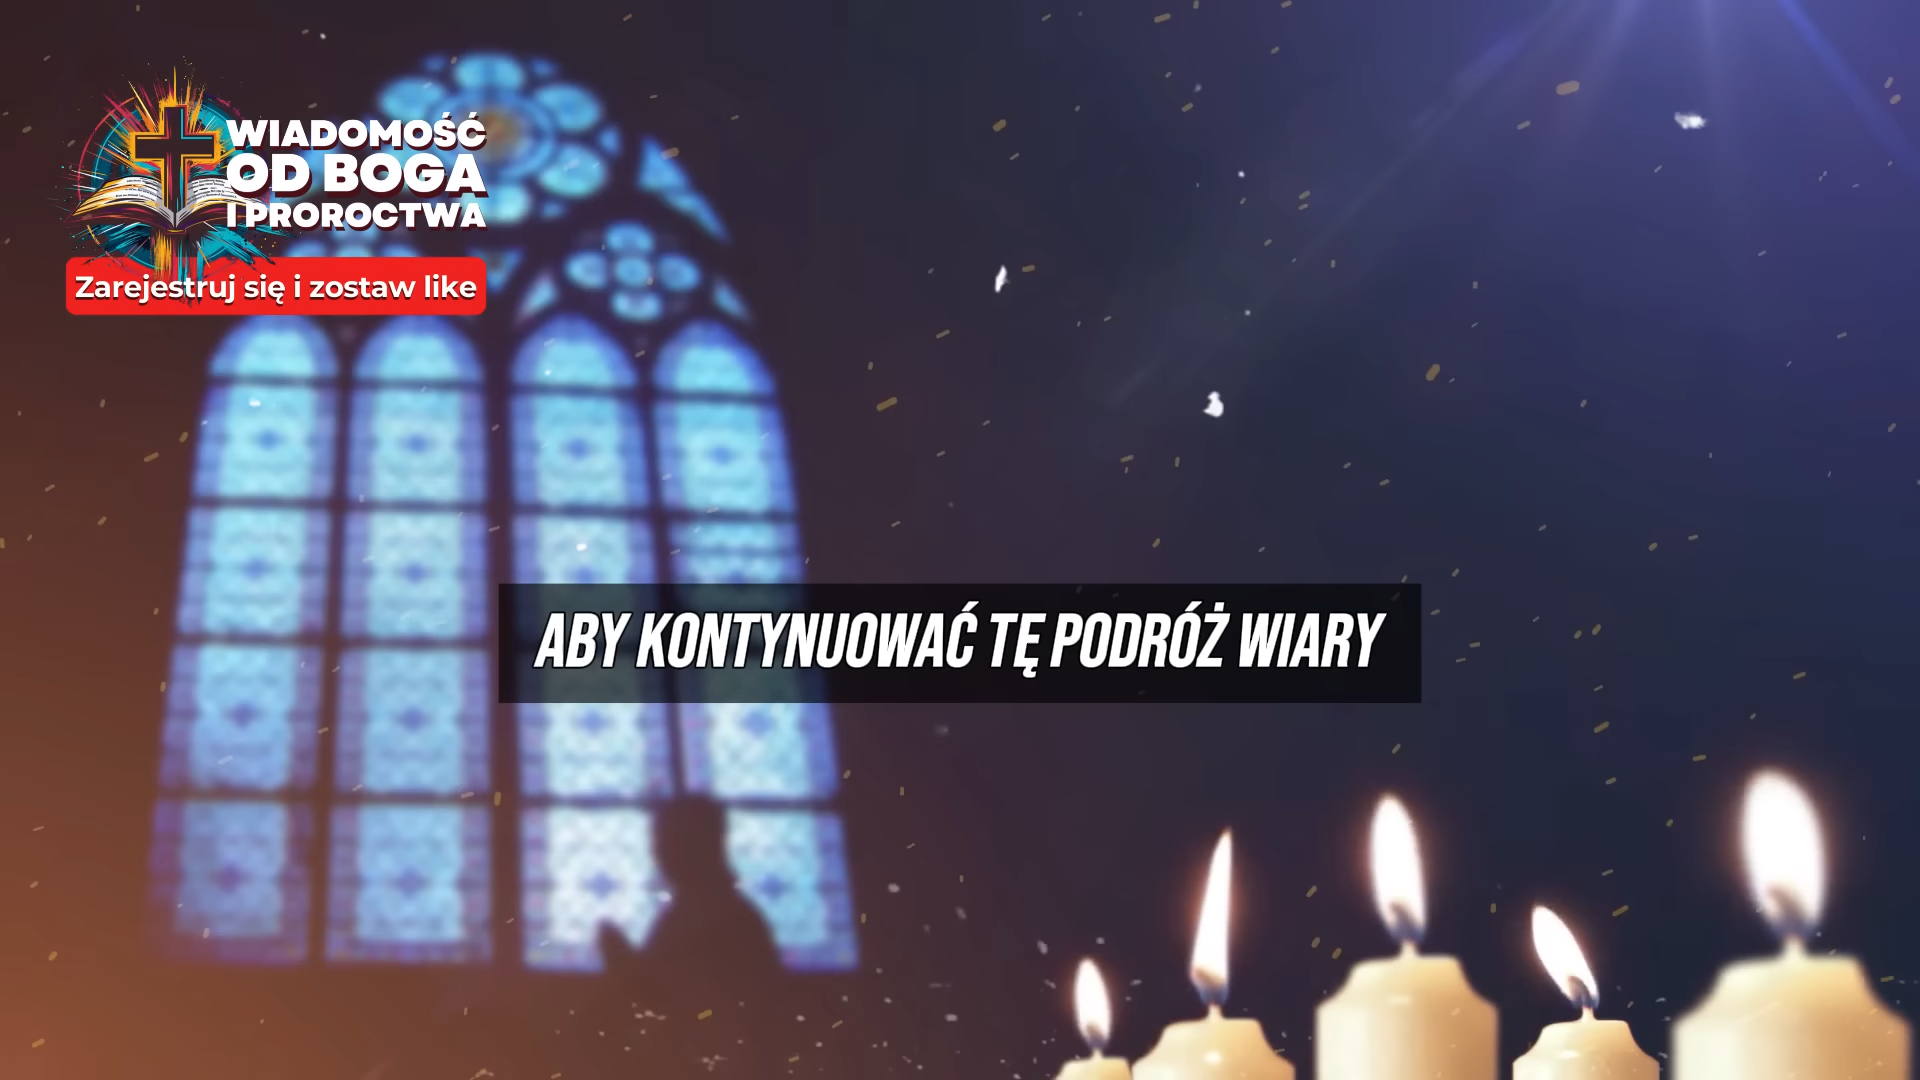 WIADOMOŚĆ
OD BOGA
I PROROCTWA
Zarejestruj się i zostaw like
ABY KONTYNUOWAĆ TĘ PODRÓŻ WIARY